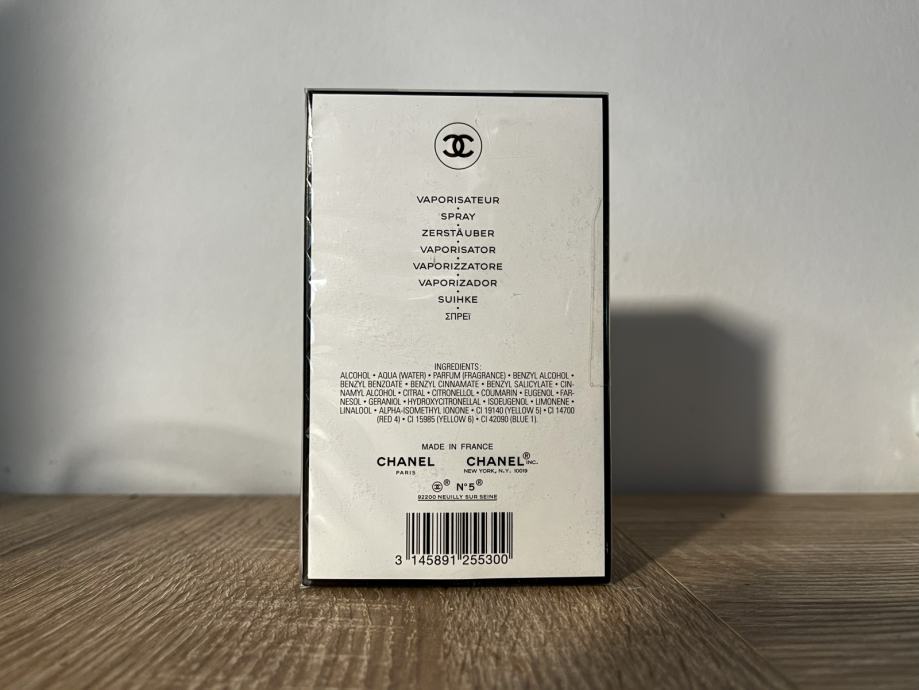 VAPORISATEUR
SPRAY
ZERSTÄUBER
VAPORISATOR
VAPORIZZATORE
VAPORIZADOR
SUIHKE
ΣΠΡΕΪ
INGREDIENTS:
ALCOHOL • AQUA (WATER) • PARFUM (FRAGRANCE) • BENZYL ALCOHOL •
BENZYL BENZOATE • BENZYL CINNAMATE • BENZYL SALICYLATE • CIN-
NAMYL ALCOHOL • CITRAL • CITRONELLOL • COUMARIN • EUGENOL • FAR-
NESOL • GERANIOL • HYDROXYCITRONELLAL • ISOEUGENOL • LIMONENE •
LINALOOL • ALPHA-ISOMETHYL IONONE • CI 19140 (YELLOW 5) • CI 14700
(RED 4) • CI 15985 (YELLOW 6) • CI 42090 (BLUE 1).
MADE IN FRANCE
CHANEL CHANEL® INC.
PARIS NEW YORK, N.Y. 10019
® N°5®
92200 NEUILLY SUR SEINE
3 145891 255300